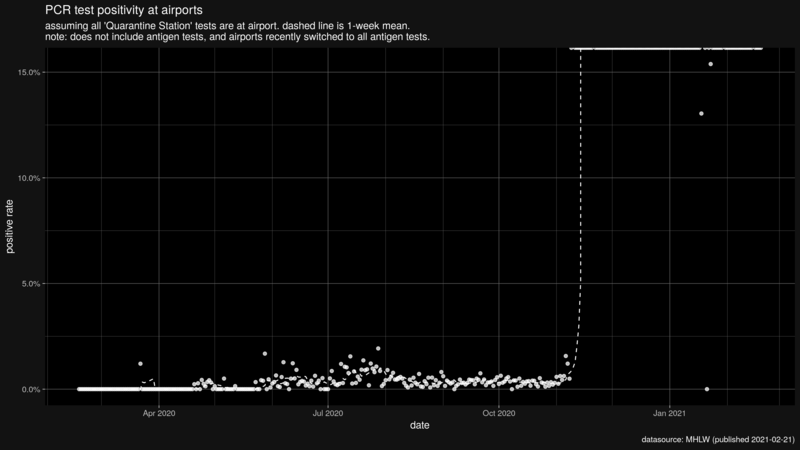 PCR test positivity at airports
assuming all 'Quarantine Station' tests are at airport. dashed line is 1-week mean.
note: does not include antigen tests, and airports recently switched to all antigen tests.
15.0%
10.0%
5.0%
0.0%
positive rate
Apr 2020
Jul 2020
Oct 2020
Jan 2021
date
datasource: MHLW (published 2021-02-21)